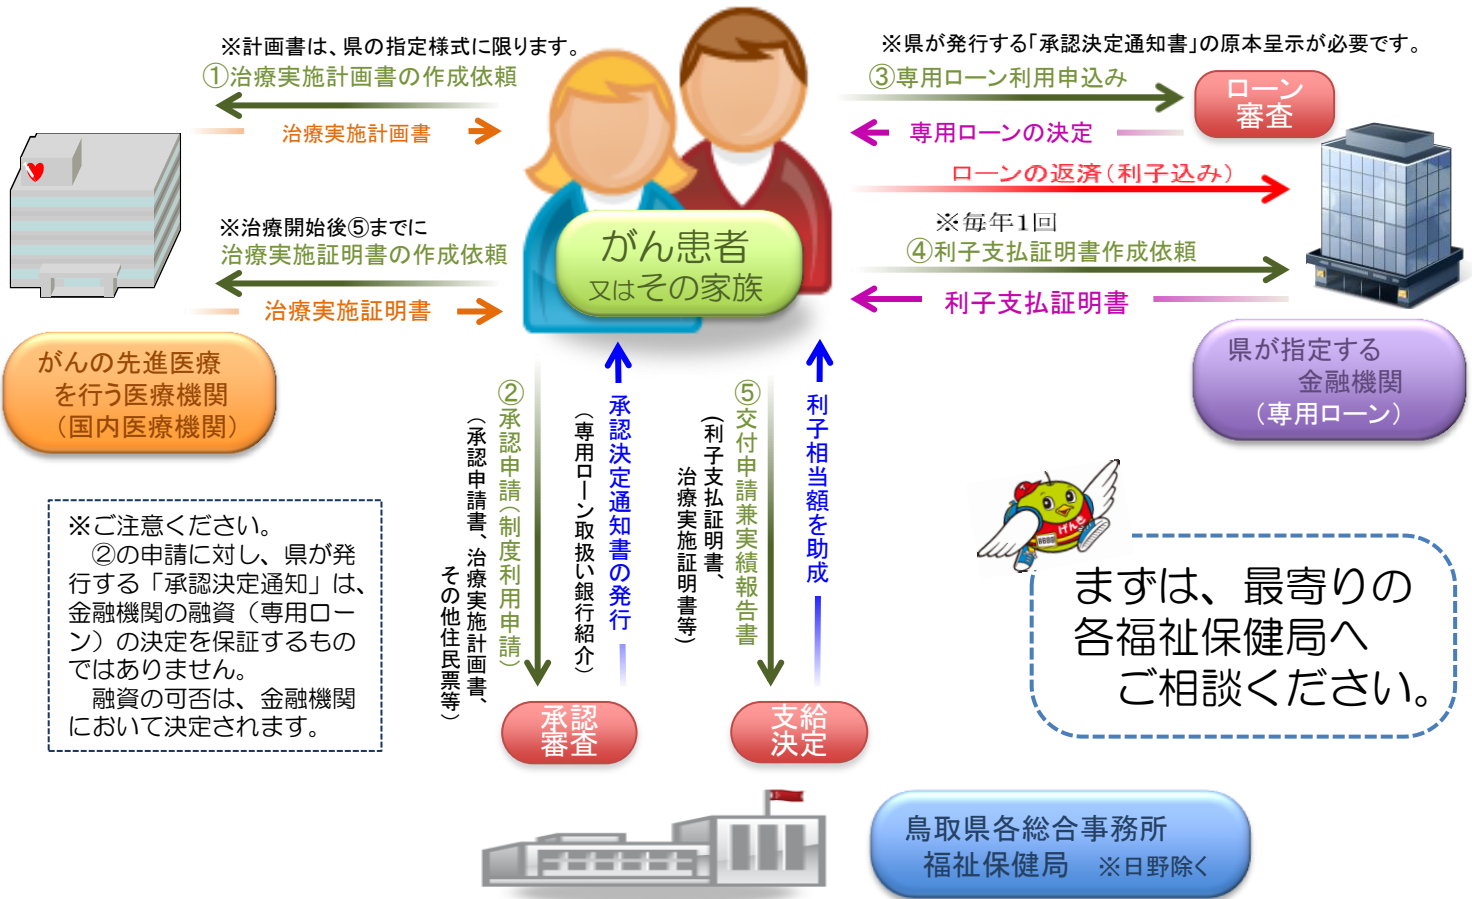 ※計画書は、県の指定様式に限ります。
①治療実施計画書の作成依頼
治療実施計画書
※治療開始後⑤までに
治療実施証明書の作成依頼
治療実施証明書
がんの先進医療
を行う医療機関
（国内医療機関）
がん患者
又はその家族
※県が発行する「承認決定通知書」の原本呈示が必要です。
③専用ローン利用申込み
ローン
審査
専用ローンの決定
ローンの返済（利子込み）
※毎年1回
④利子支払証明書作成依頼
利子支払証明書
県が指定する
金融機関
（専用ローン）
②承認申請（制度利用申請）
（承認申請書、治療実施計画書、
その他住民票等）
承認決定通知書の発行
（専用ローン取扱い銀行紹介）
⑤交付申請兼実績報告書
（利子支払証明書、
治療実施証明書等）
利子相当額を助成
※ご注意ください。
　②の申請に対し、県が発
行する「承認決定通知」は、
金融機関の融資（専用ロー
ン）の決定を保証するもの
ではありません。
　融資の可否は、金融機関
において決定されます。
げんき
まずは、最寄りの
各福祉保健局へ
ご相談ください。
承認
審査
支給
決定
鳥取県各総合事務所
福祉保健局　※日野除く